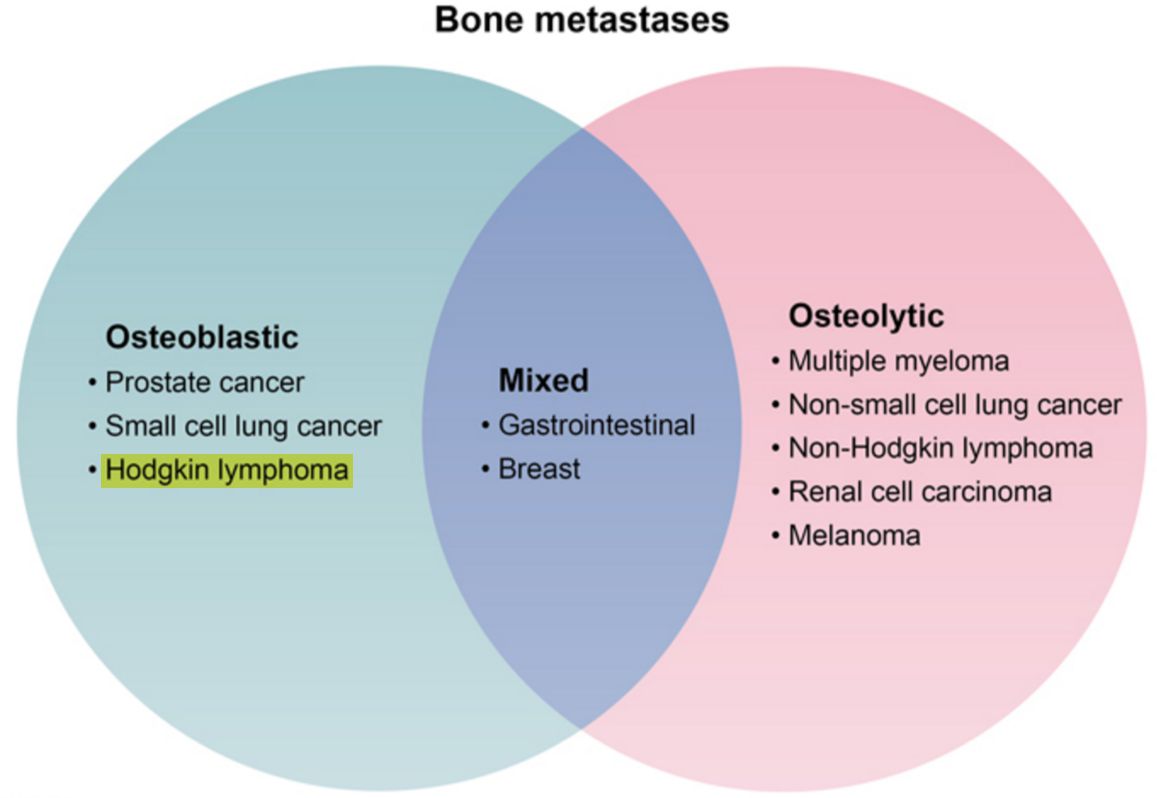 Bone metastases
Osteoblastic
• Prostate cancer
• Small cell lung cancer
• Hodgkin lymphoma
Mixed
• Gastrointestinal
• Breast
Osteolytic
• Multiple myeloma
• Non-small cell lung cancer
• Non-Hodgkin lymphoma
• Renal cell carcinoma
• Melanoma